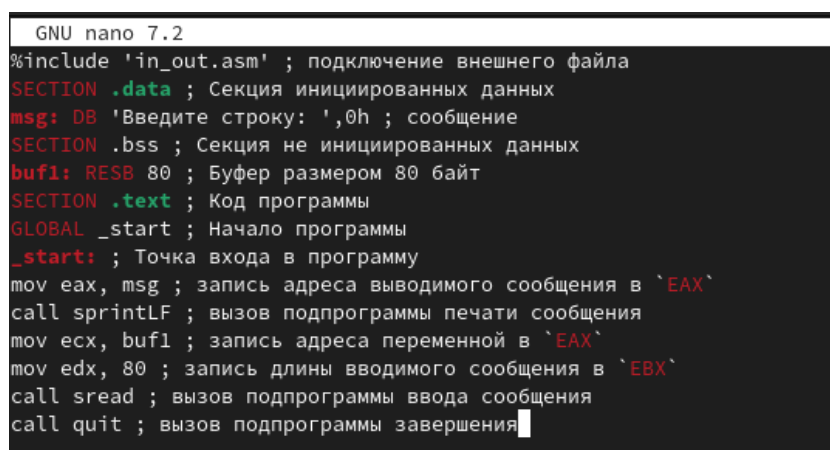 GNU nano 7.2
%include 'in_out.asm' ; подключение внешнего файла
SECTION .data ; Секция инициированных данных
msg: DB 'Введите строку: ',0h ; сообщение
SECTION .bss ; Секция не инициированных данных
buf1: RESB 80 ; Буфер размером 80 байт
SECTION .text ; Код программы
GLOBAL _start ; Начало программы
_start: ; Точка входа в программу
mov eax, msg ; запись адреса выводимого сообщения в `EAX`
call sprintLF ; вызов подпрограммы печати сообщения
mov ecx, buf1 ; запись адреса переменной в `EAX`
mov edx, 80 ; запись длины вводимого сообщения в `EBX`
call sread ; вызов подпрограммы ввода сообщения
call quit ; вызов подпрограммы завершения